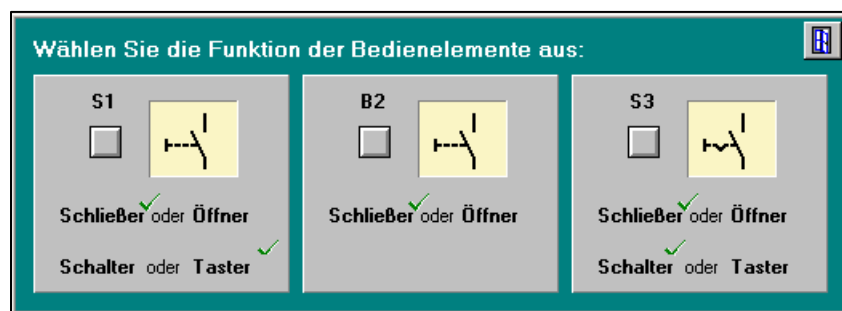 Wählen Sie die Funktion der Bedienelemente aus:
S1
Schließer oder Öffner
Schalter oder Taster
B2
Schließer oder Öffner
S3
Schließer oder Öffner
Schalter oder Taster